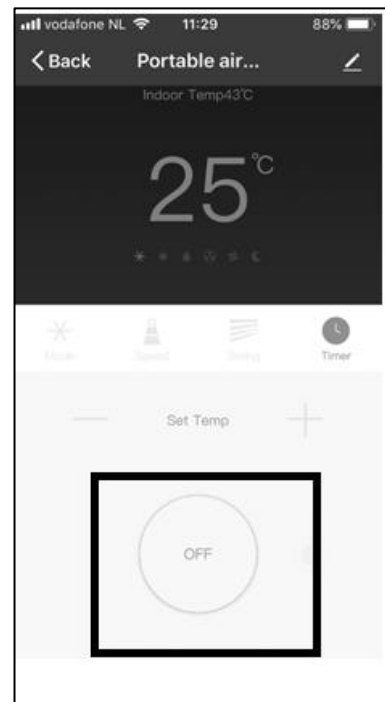 vodafone NL 11:29 88%
Back Portable air...
Indoor Temp43℃
25℃
Mode Speed Swing Timer
Set Temp
OFF